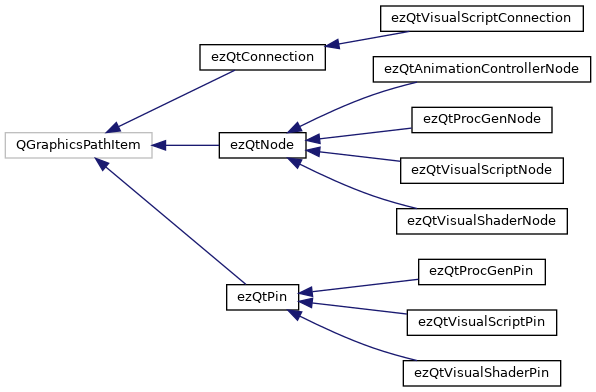 ezQtVisualScriptConnection
ezQtConnection
ezQtAnimationControllerNode
ezQtProcGenNode
QGraphicsPathItem
ezQtNode
ezQtVisualScriptNode
ezQtVisualShaderNode
ezQtProcGenPin
ezQtPin
ezQtVisualScriptPin
ezQtVisualShaderPin